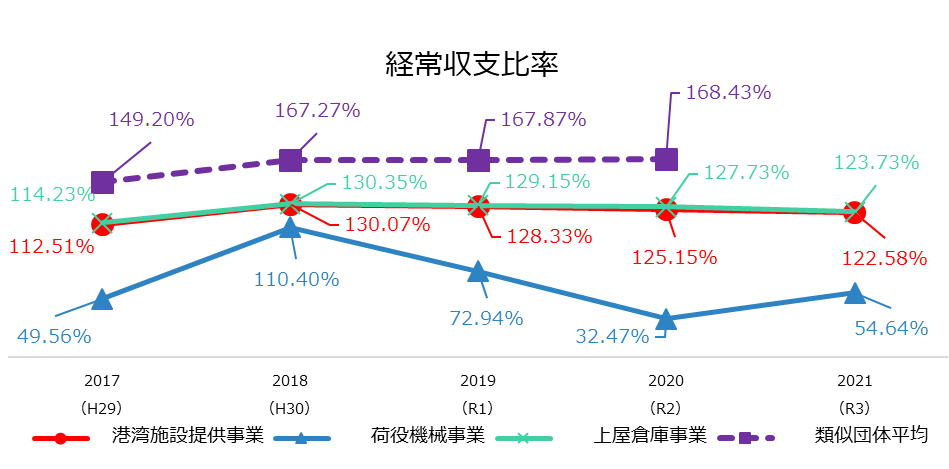 経常収支比率
149.20% 167.27% 167.87% 168.43%
114.23% 130.35% 129.15% 127.73% 123.73%
112.51% 130.07% 128.33% 125.15% 122.58%
49.56% 110.40% 72.94% 32.47% 54.64%
2017 2018 2019 2020 2021
(H29) (H30) (R1) (R2) (R3)
港湾施設提供事業 荷役機械事業 上屋倉庫事業 類似団体平均